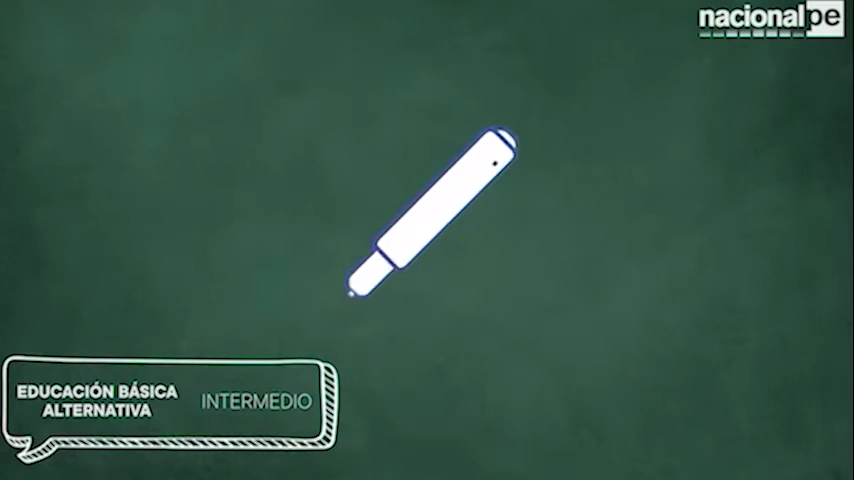 nacionalpe
EDUCACIÓN BÁSICA
ALTERNATIVA
INTERMEDIO